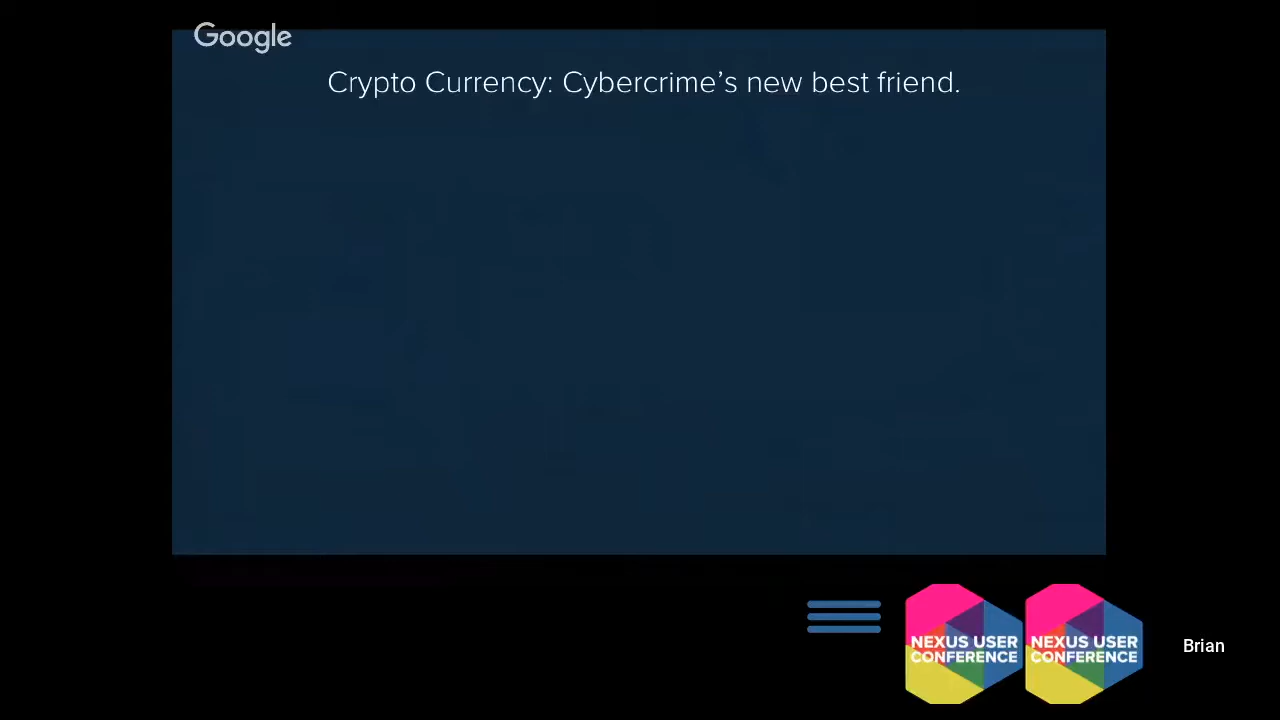 Google
Crypto Currency: Cybercrime's new best friend.
NEXUS USER
CONFERENCE
NEXUS USER
CONFERENCE
Brian